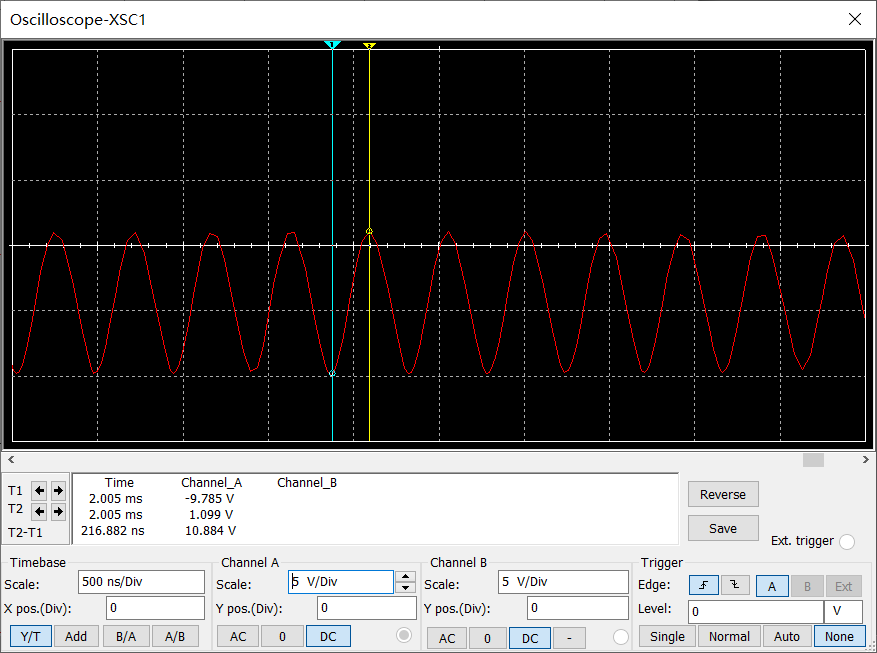 Oscilloscope-XSC1
1 2
Time Channel_A Channel_B
T1 2.005 ms -9.785 V
T2 2.005 ms 1.099 V
T2-T1 216.882 ns 10.884 V
Reverse
Save
Ext. trigger
Timebase Channel A Channel B Trigger
Scale: 500 ns/Div Scale: 5 V/Div Scale: 5 V/Div Edge: A B Ext
X pos.(Div): 0 Y pos.(Div): 0 Y pos.(Div): 0 Level: 0 V
Y/T Add B/A A/B AC 0 DC AC 0 DC - Single Normal Auto None